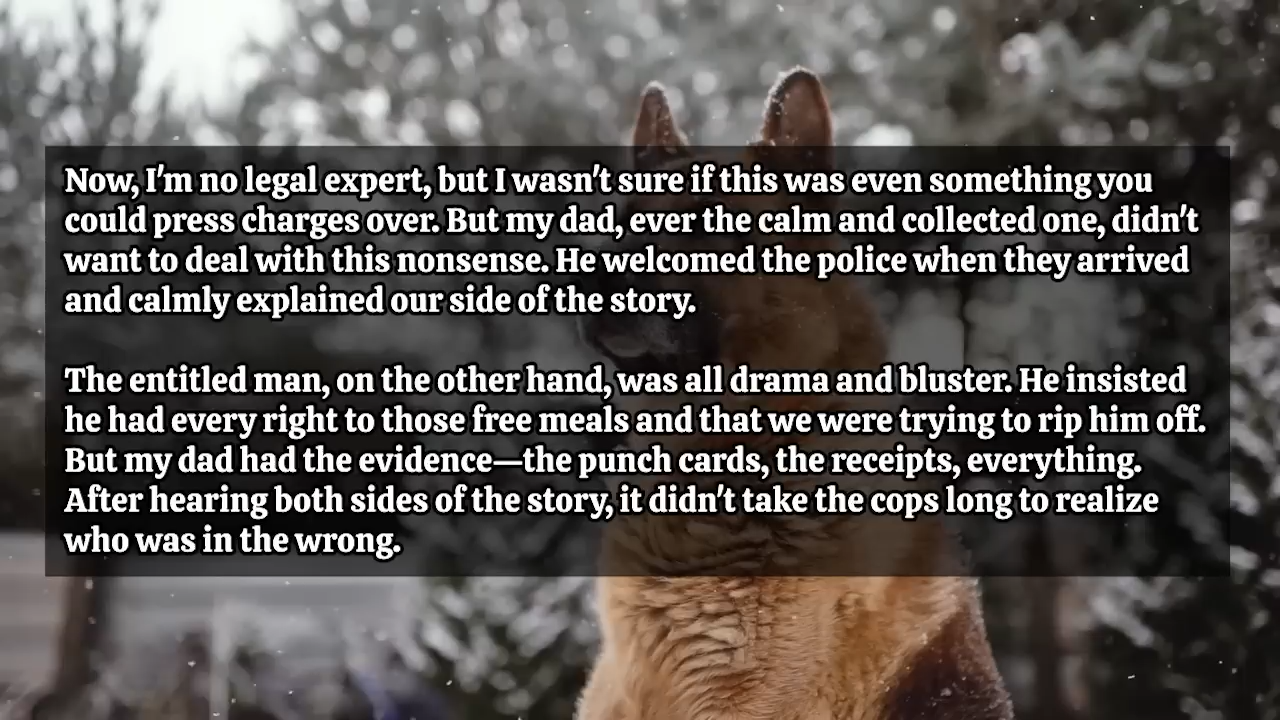 Now, I'm no legal expert, but I wasn't sure if this was even something you
could press charges over. But my dad, ever the calm and collected one, didn't
want to deal with this nonsense. He welcomed the police when they arrived
and calmly explained our side of the story.
The entitled man, on the other hand, was all drama and bluster. He insisted
he had every right to those free meals and that we were trying to rip him off.
But my dad had the evidence—the punch cards, the receipts, everything.
After hearing both sides of the story, it didn't take the cops long to realize
who was in the wrong.